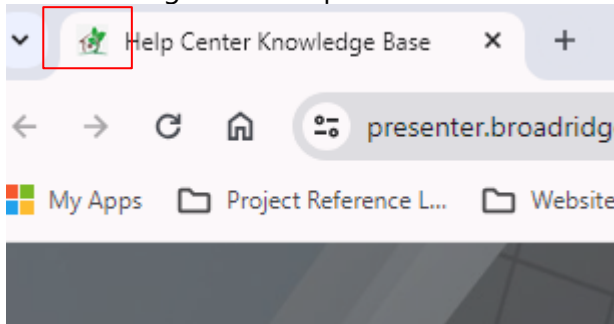 Help Center Knowledge Base
presenter.broadridg
My Apps Project Reference L... Website